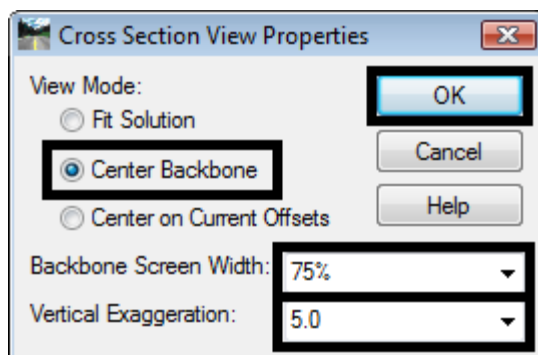 Cross Section View Properties
View Mode:
OK
Fit Solution
Cancel
Center Backbone
Help
Center on Current Offsets
Backbone Screen Width: 75%
Vertical Exaggeration: 5.0